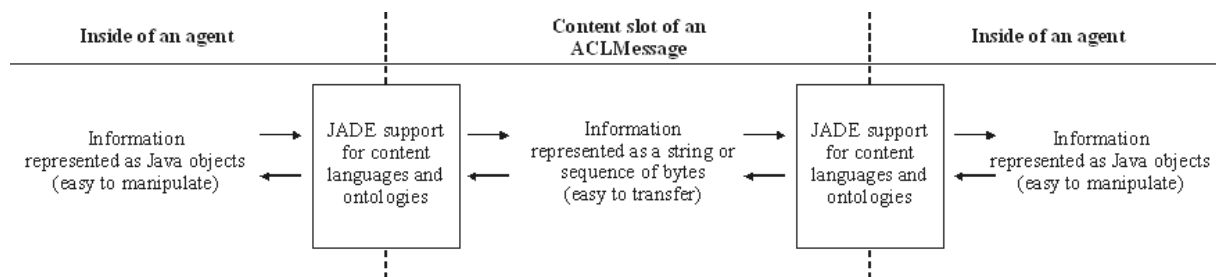 Inside of an agent
Content slot of an
ACLMessage
Inside of an agent
Information
represented as Java objects
(easy to manipulate)
JADE support
for content
languages and
ontologies
Information
represented as a string or
sequence of bytes
(easy to transfer)
JADE support
for content
languages and
ontologies
Information
represented as Java objects
(easy to manipulate)